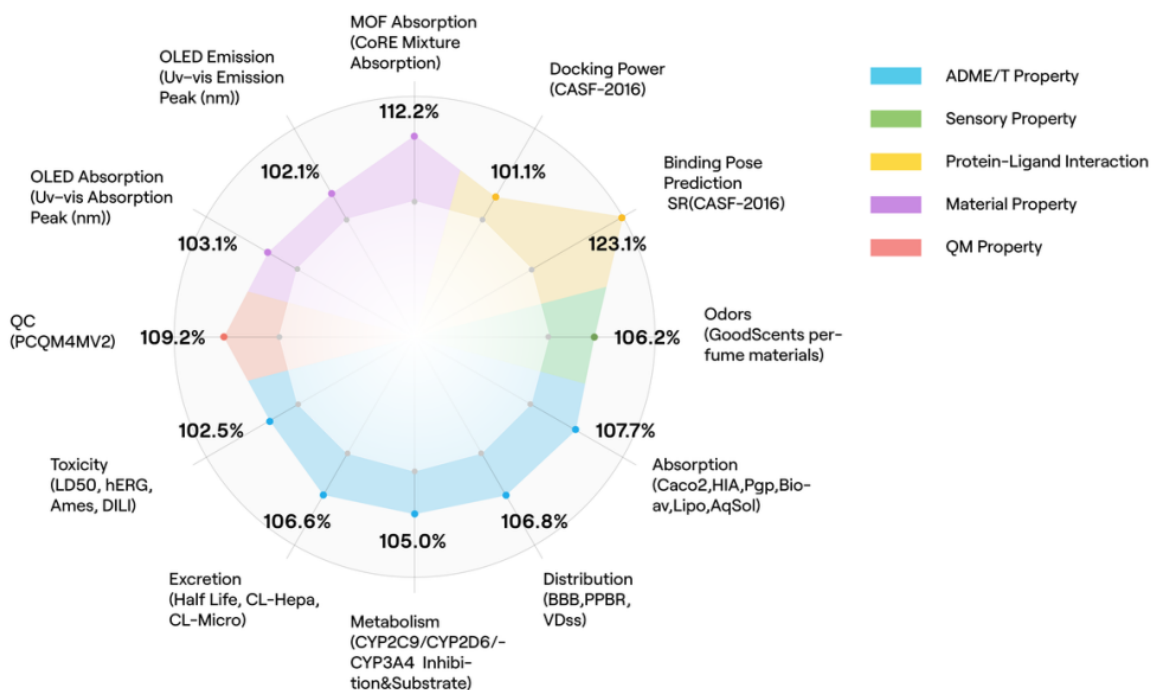 MOF Absorption
(CoRE Mixture
Absorption)
112.2%
Docking Power
(CASF-2016)
101.1%
Binding Pose
Prediction
SR(CASF-2016)
123.1%
Odors
(GoodScents per-
fume materials)
106.2%
Absorption
(Caco2,HIA,Pgp,Bio-
av,Lipo,AqSol)
107.7%
Distribution
(BBB,PPBR,
VDss)
106.8%
Metabolism
(CYP2C9/CYP2D6/-
CYP3A4 Inhibi-
tion&Substrate)
105.0%
Excretion
(Half Life, CL-Hepa,
CL-Micro)
106.6%
Toxicity
(LD50, hERG,
Ames, DILI)
102.5%
QC
(PCQM4MV2)
109.2%
OLED Absorption
(Uv-vis Absorption
Peak (nm))
103.1%
OLED Emission
(Uv-vis Emission
Peak (nm))
102.1%
ADME/T Property
Sensory Property
Protein-Ligand Interaction
Material Property
QM Property